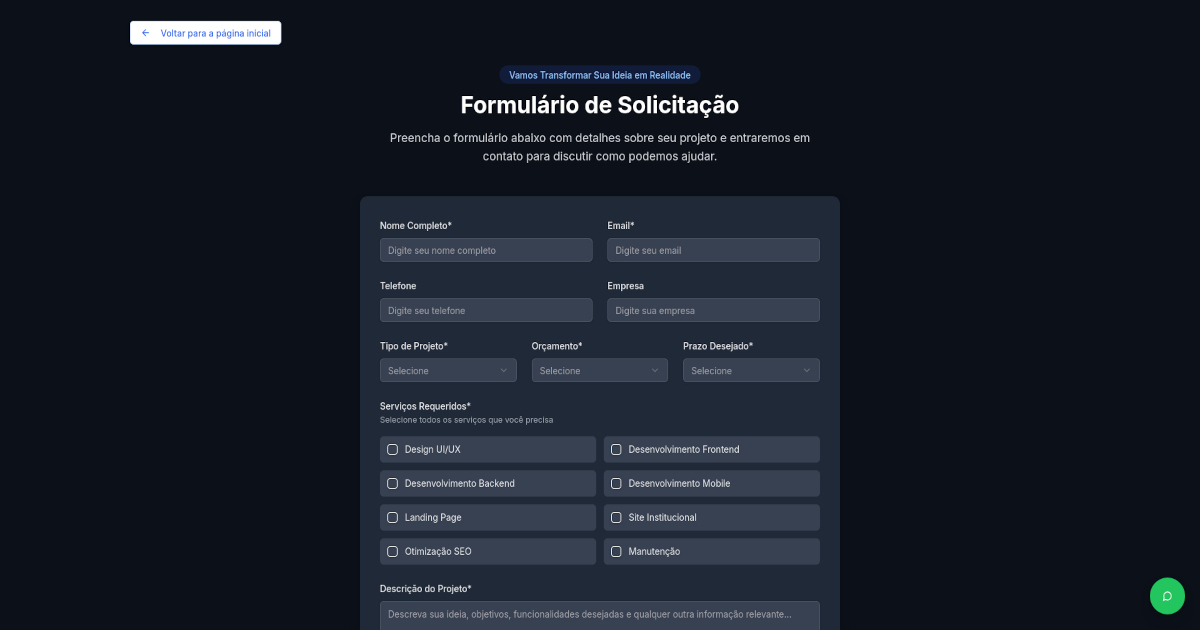 Voltar para a página inicial
Vamos Transformar Sua Ideia em Realidade
Formulário de Solicitação
Preencha o formulário abaixo com detalhes sobre seu projeto e entraremos em
contato para discutir como podemos ajudar.
Nome Completo* Email*
Digite seu nome completo Digite seu email
Telefone Empresa
Digite seu telefone Digite sua empresa
Tipo de Projeto* Orçamento* Prazo Desejado*
Selecione Selecione Selecione
Serviços Requeridos*
Selecione todos os serviços que você precisa
Design UI/UX Desenvolvimento Frontend
Desenvolvimento Backend Desenvolvimento Mobile
Landing Page Site Institucional
Otimização SEO Manutenção
Descrição do Projeto*
Descreva sua ideia, objetivos, funcionalidades desejadas e qualquer outra informação relevante...